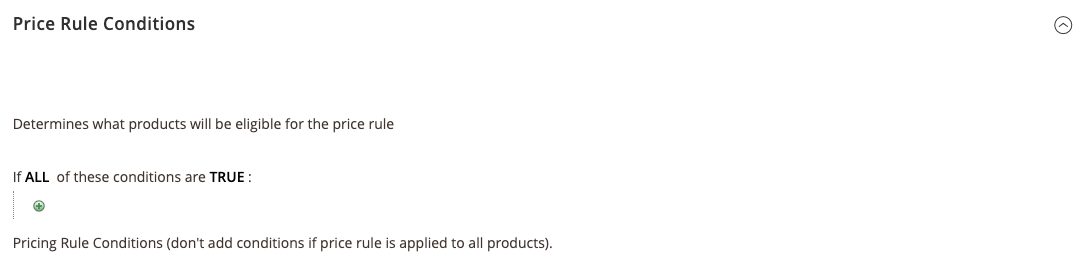 Price Rule Conditions
Determines what products will be eligible for the price rule
If ALL of these conditions are TRUE :
Pricing Rule Conditions (don't add conditions if price rule is applied to all products).